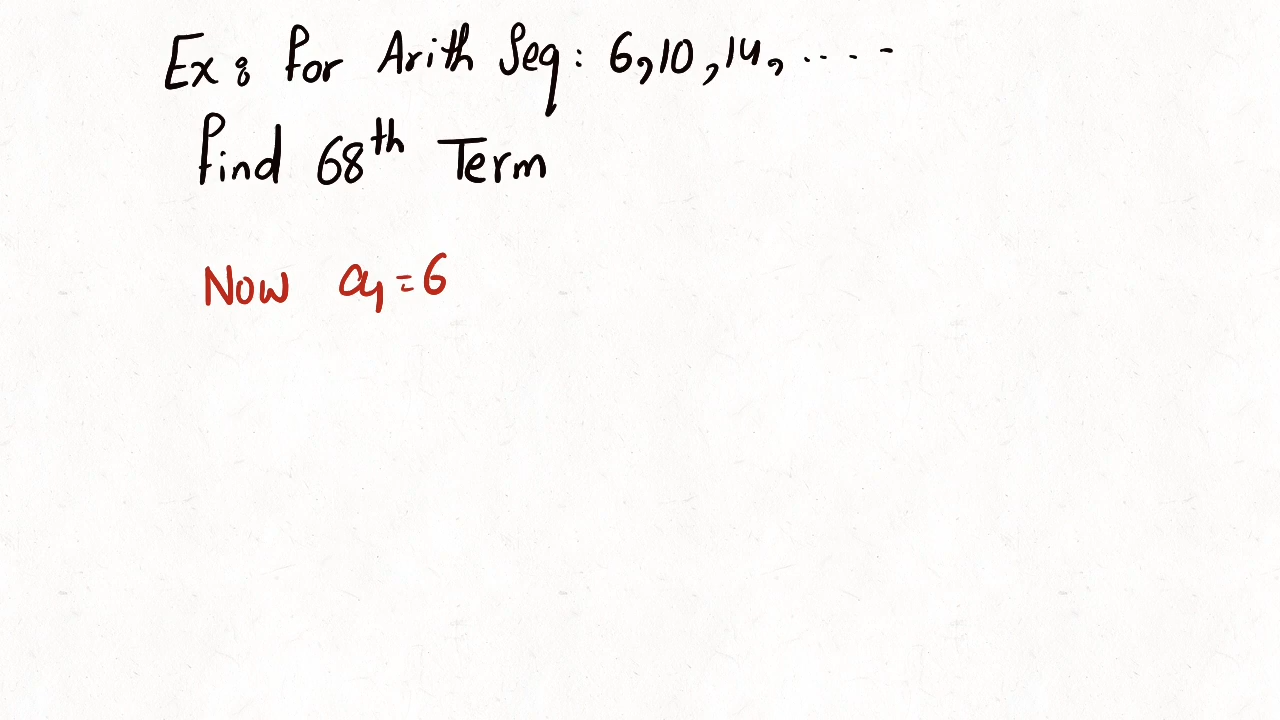 Ex: For Arith Seq: 6, 10, 14, .....
Find 68th Term
Now a₁ = 6